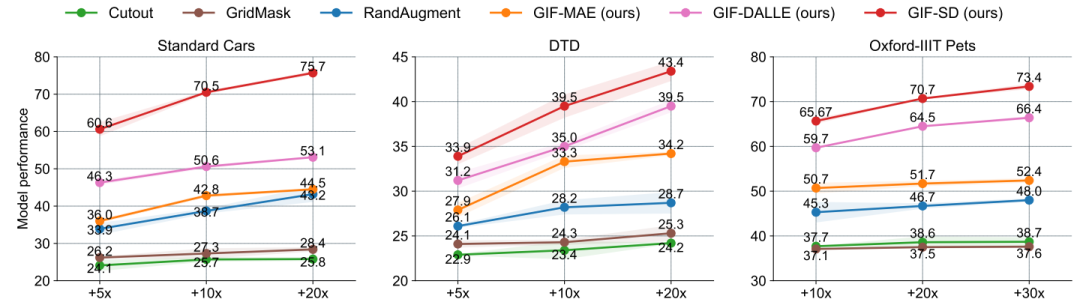 Cutout GridMask RandAugment GIF-MAE (ours) GIF-DALLE (ours) GIF-SD (ours)
Standard Cars
Model performance
80
70
60
50
40
30
20
60.6 70.5 75.7
46.3 50.6 53.1
36.0 42.8 44.5
33.9 38.7 43.2
26.2 27.3 28.4
24.1 25.7 25.8
+5x +10x +20x
DTD
45
40
35
30
25
20
33.9 39.5 43.4
31.2 35.0 39.5
27.9 33.3 34.2
26.1 28.2 28.7
24.1 24.3 25.3
22.9 23.4 24.2
+5x +10x +20x
Oxford-IIIT Pets
80
70
60
50
40
30
65.67 70.7 73.4
59.7 64.5 66.4
50.7 51.7 52.4
45.3 46.7 48.0
37.7 38.6 38.7
37.1 37.5 37.6
+10x +20x +30x